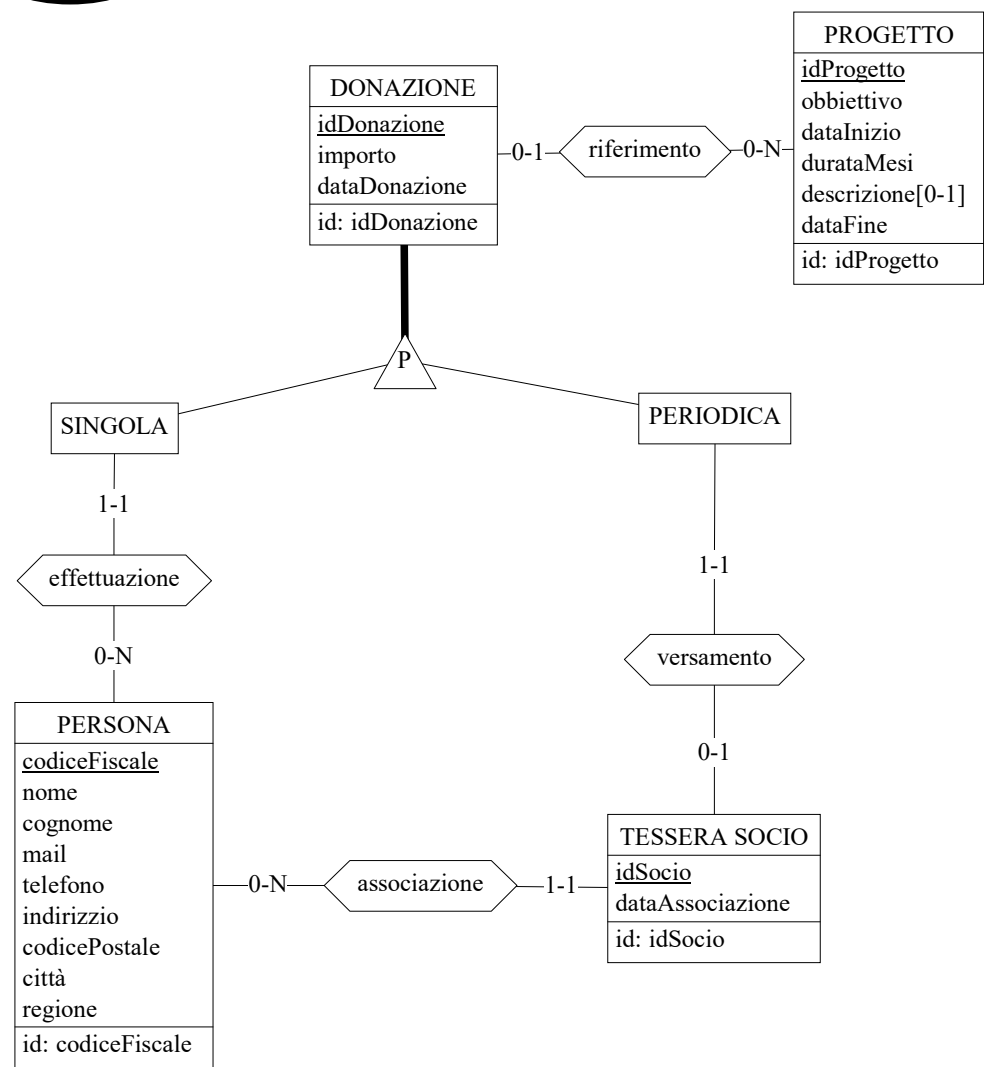 PROGETTO
idProgetto
obbiettivo
dataInizio
durataMesi
descrizione[0-1]
dataFine
id: idProgetto
DONAZIONE
idDonazione
importo
dataDonazione
id: idDonazione
0-1
riferimento
0-N
P
SINGOLA
PERIODICA
1-1
effettuazione
0-N
1-1
versamento
0-1
PERSONA
codiceFiscale
nome
cognome
mail
telefono
indirizzio
codicePostale
città
regione
id: codiceFiscale
0-N
associazione
1-1
TESSERA SOCIO
idSocio
dataAssociazione
id: idSocio